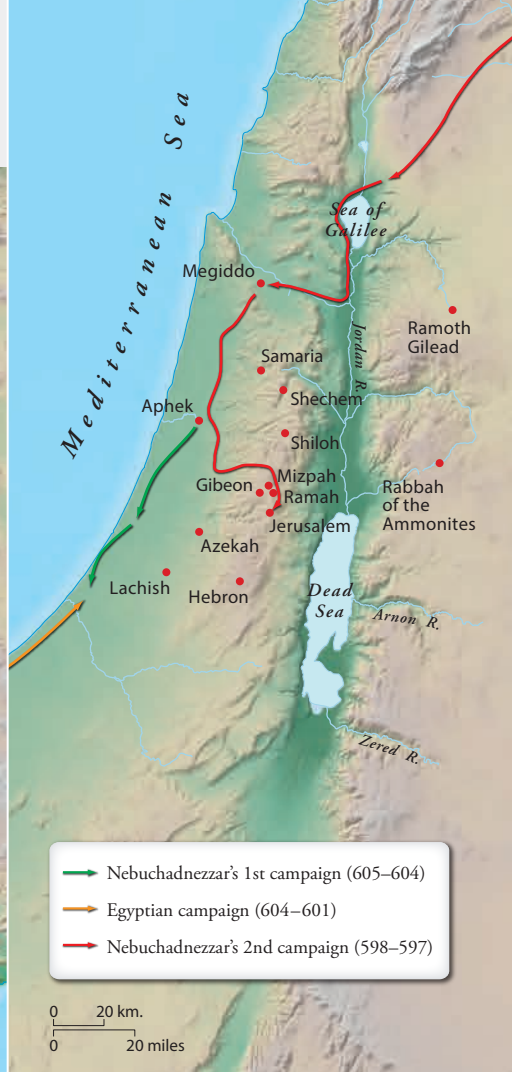 Mediterranean Sea
Sea of
Galilee
Megiddo
Ramoth
Gilead
Jordan R.
Samaria
Shechem
Aphek
Shiloh
Mizpah
Gibeon
Ramah
Rabbah
of the
Ammonites
Jerusalem
Azekah
Lachish
Hebron
Dead
Sea
Arnon R.
Zered R.
Nebuchadnezzar's 1st campaign (605–604)
Egyptian campaign (604–601)
Nebuchadnezzar's 2nd campaign (598–597)
0 20 km.
0 20 miles